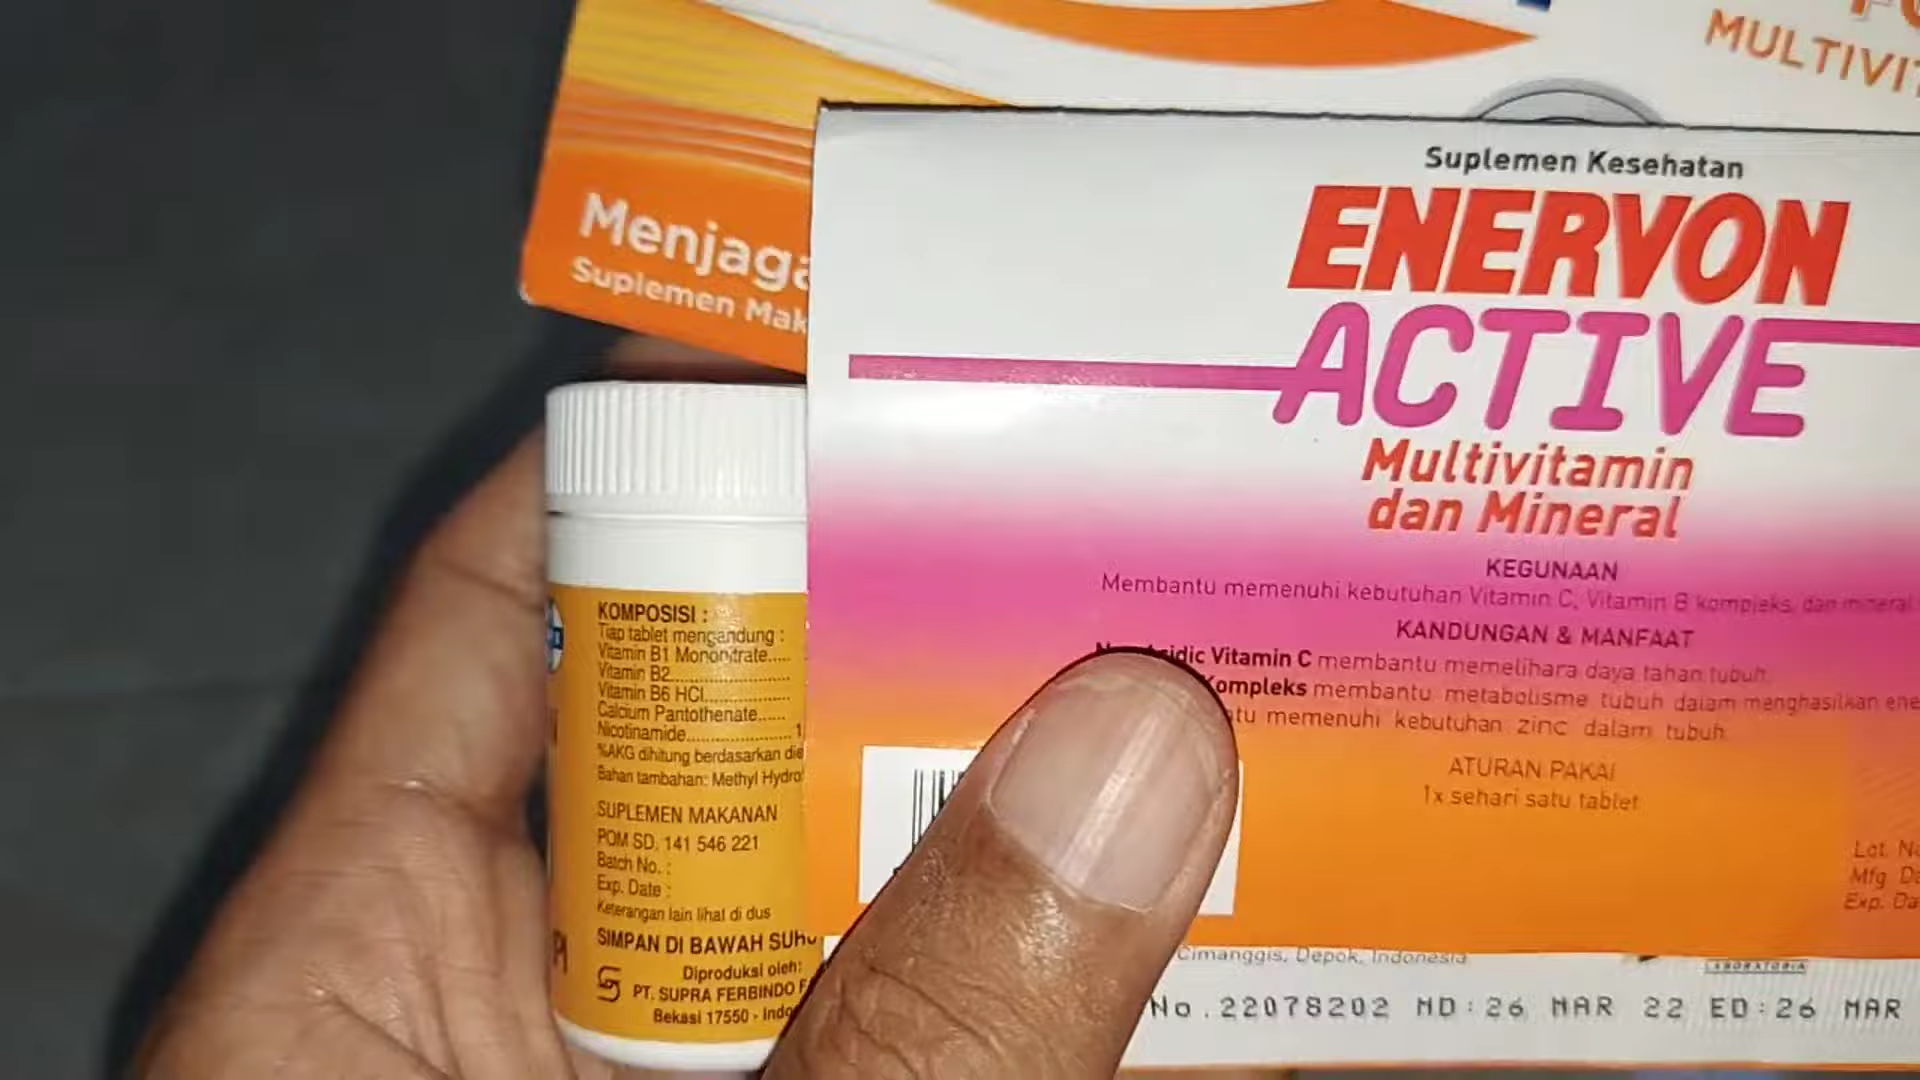 MULTIVIT
Menjaga
Suplemen Mak
Suplemen Kesehatan
ENERVON
ACTIVE
Multivitamin
dan Mineral
KEGUNAAN
Membantu memenuhi kebutuhan Vitamin C, Vitamin B kompleks, dan mineral
KANDUNGAN & MANFAAT
Vitamin C membantu memelihara daya tahan tubuh.
Kompleks membantu metabolisme tubuh dalam menghasilkan ene
memenuhi kebutuhan zinc dalam tubuh.
ATURAN PAKAI
1x sehari satu tablet
Lot. No
Mfg. Da
Exp. Da
Cimanggis, Depok, Indonesia
No.22078202 MD:26 MAR 22 ED:26 MAR
KOMPOSISI :
Tiap tablet mengandung :
Vitamin B1 Mononitrate.....
Vitamin B2..................
Vitamin B6 HCl.............
Calcium Pantothenate......
Nicotinamide................ 1
%AKG dihitung berdasarkan die
Bahan tambahan: Methyl Hydro
SUPLEMEN MAKANAN
POM SD. 141 546 221
Batch No. :
Exp. Date :
Keterangan lain lihat di dus
SIMPAN DI BAWAH SUHU
Diproduksi oleh:
PT. SUPRA FERBINDO F
Bekasi 17550 - Indo